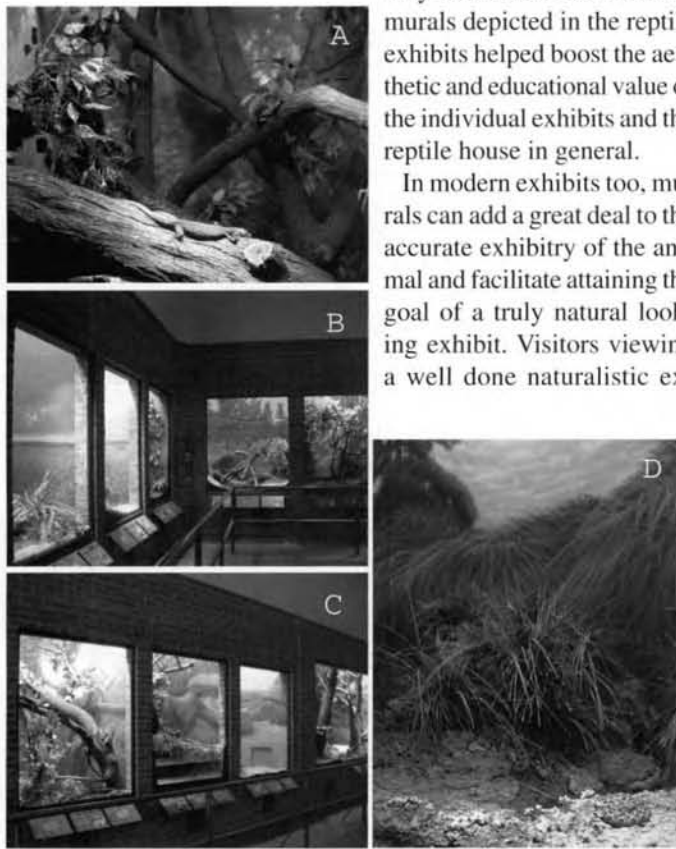 murals depicted in the repti
exhibits helped boost the ae
thetic and educational value
the individual exhibits and th
reptile house in general.
In modern exhibits too, mu
rals can add a great deal to th
accurate exhibitry of the an
mal and facilitate attaining th
goal of a truly natural look
ing exhibit. Visitors viewin
a well done naturalistic ex
A
B
C
D